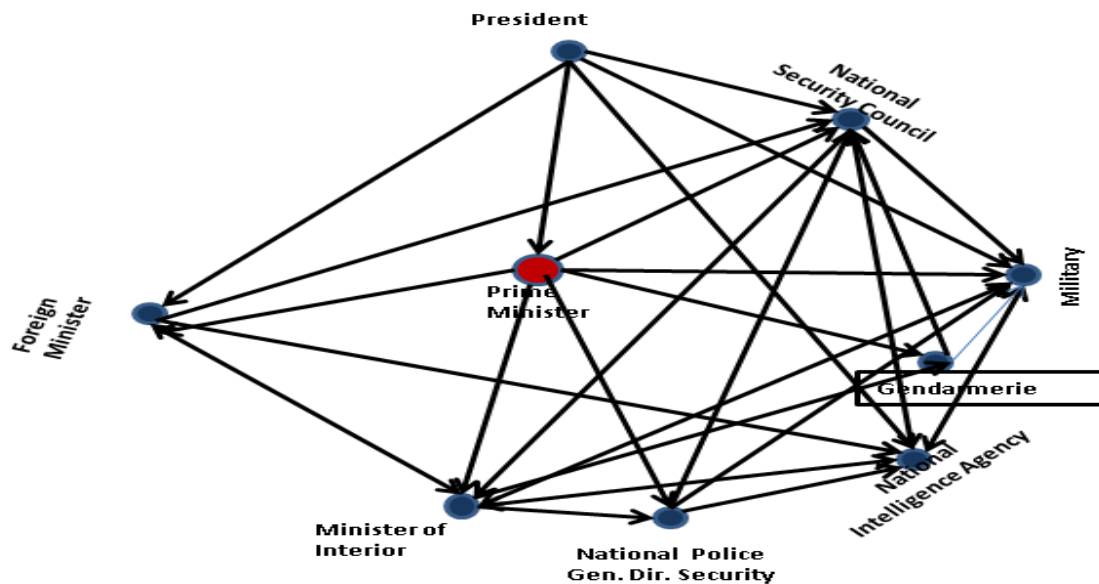 President
National
Security Council
Foreign
Minister
Prime
Minister
Military
Gendarmerie
National
Intelligence Agency
Minister of
Interior
National Police
Gen. Dir. Security